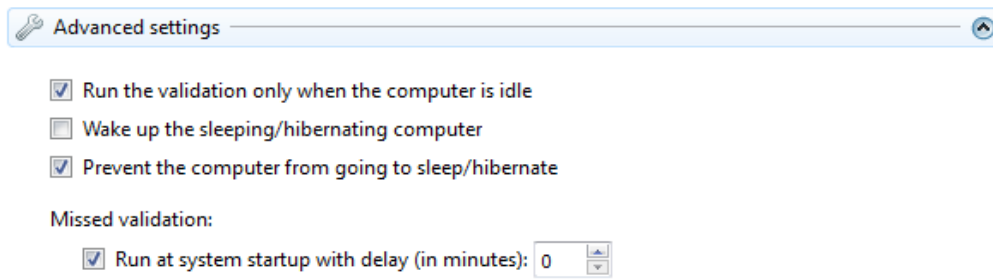 Advanced settings
Run the validation only when the computer is idle
Wake up the sleeping/hibernating computer
Prevent the computer from going to sleep/hibernate
Missed validation:
Run at system startup with delay (in minutes): 0